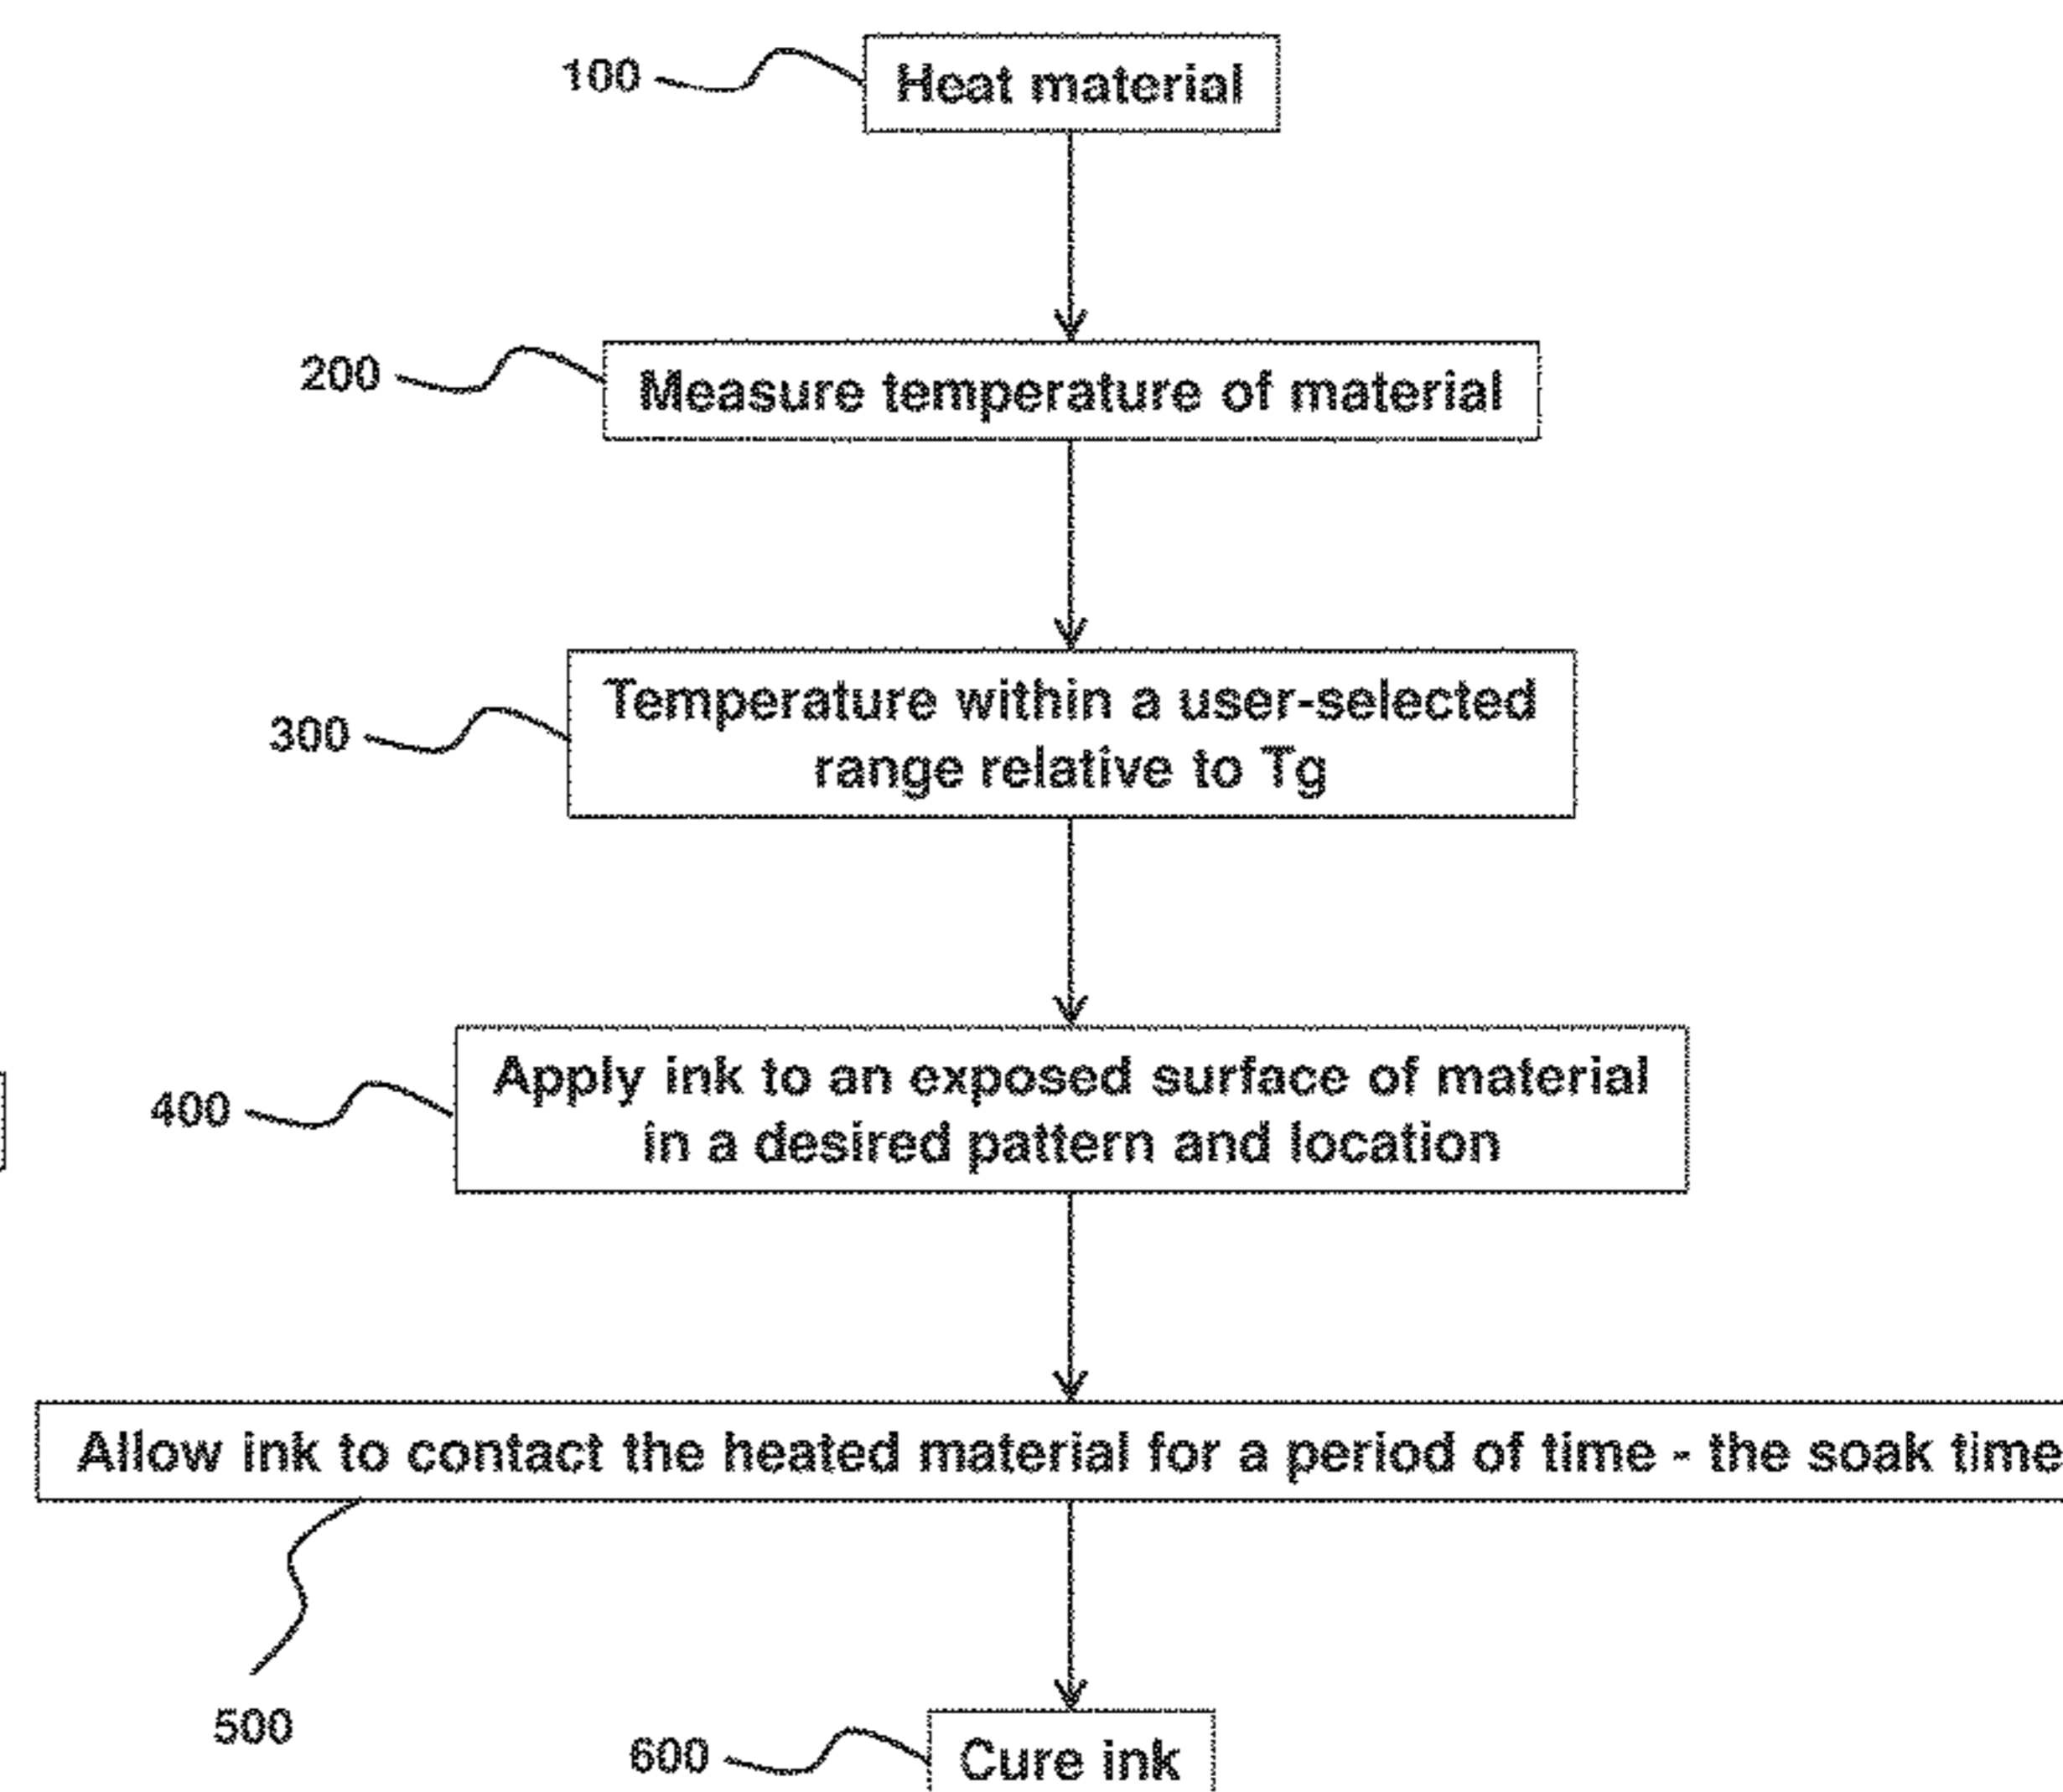 100
Heat material
200
Measure temperature of material
300
Temperature within a user-selected
range relative to Tg
400
Apply ink to an exposed surface of material
in a desired pattern and location
Allow ink to contact the heated material for a period of time - the soak time
500
600
Cure ink